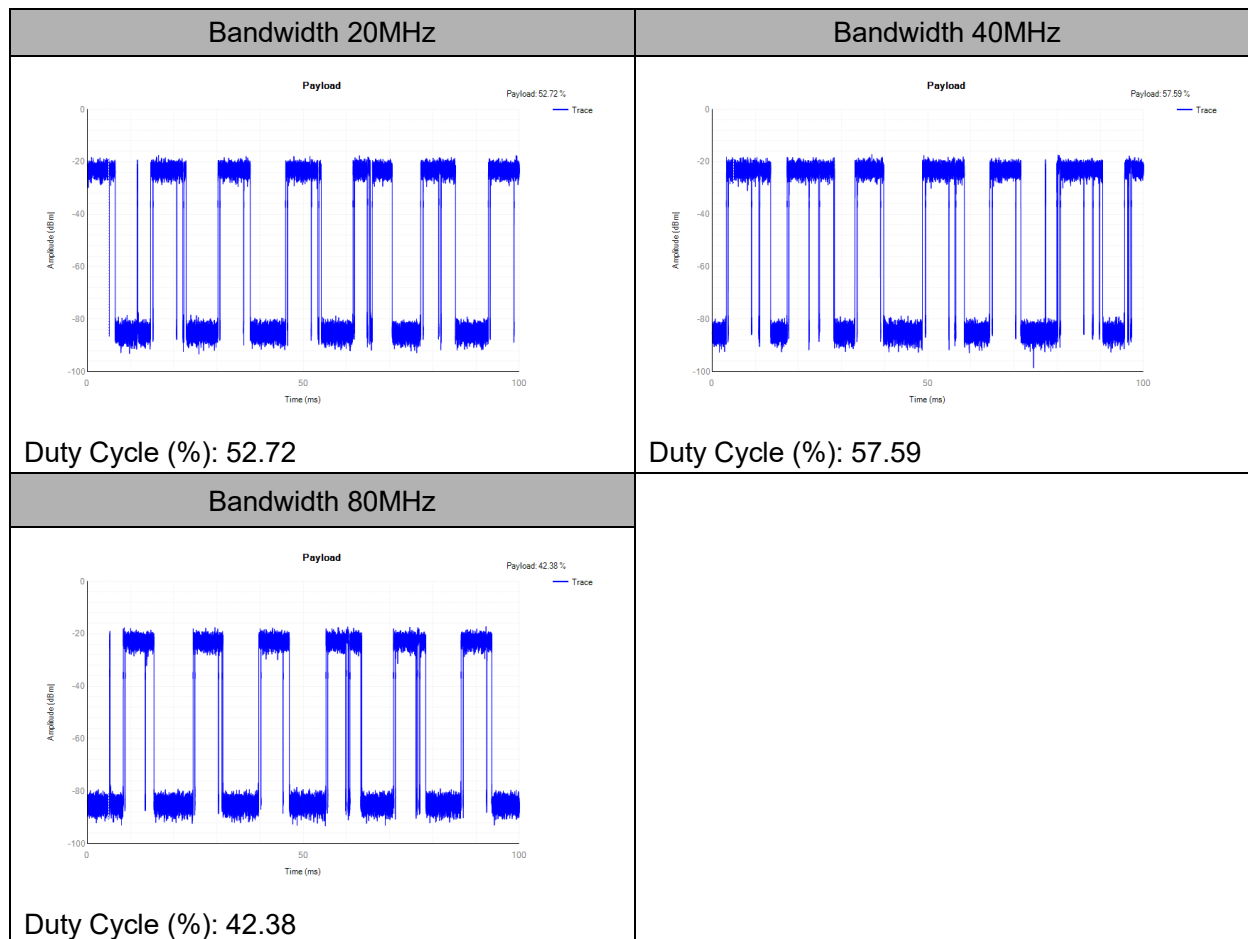 Bandwidth 20MHz
Payload
Payload: 52.72 %
Trace
0
-20
-40
-60
-80
-100
Amplitude (dBm)
0
50
100
Time (ms)
Duty Cycle (%): 52.72
Bandwidth 40MHz
Payload
Payload: 57.59 %
Trace
0
-20
-40
-60
-80
-100
Amplitude (dBm)
0
50
100
Time (ms)
Duty Cycle (%): 57.59
Bandwidth 80MHz
Payload
Payload: 42.38 %
Trace
0
-20
-40
-60
-80
-100
Amplitude (dBm)
0
50
100
Time (ms)
Duty Cycle (%): 42.38